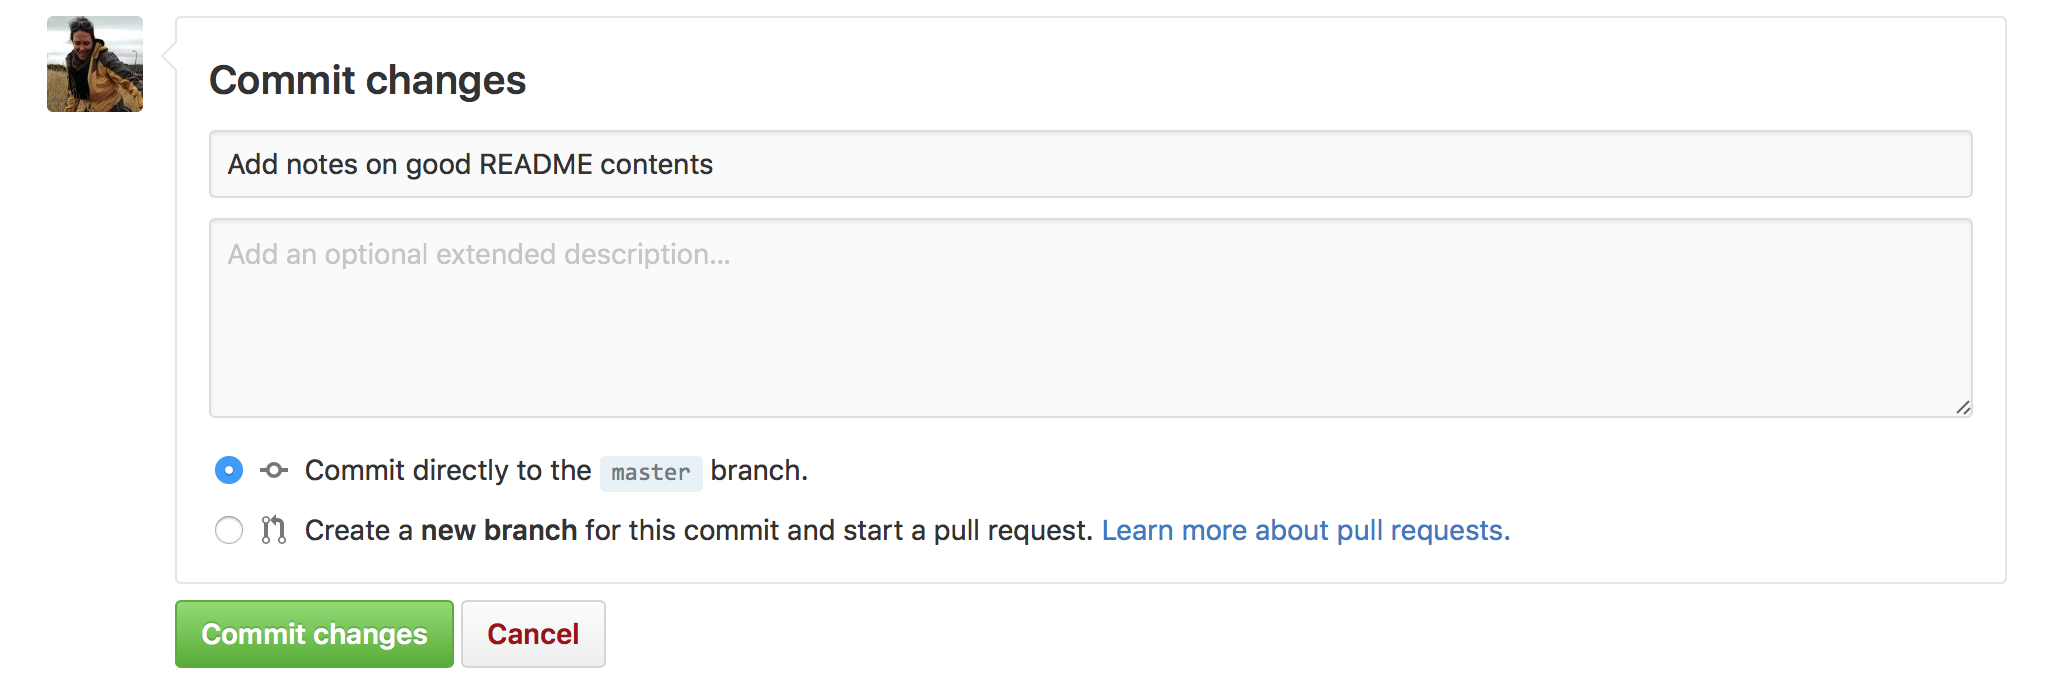 Commit changes
Add notes on good README contents
Add an optional extended description...
Commit directly to the master branch.
Create a new branch for this commit and start a pull request. Learn more about pull requests.
Commit changes
Cancel